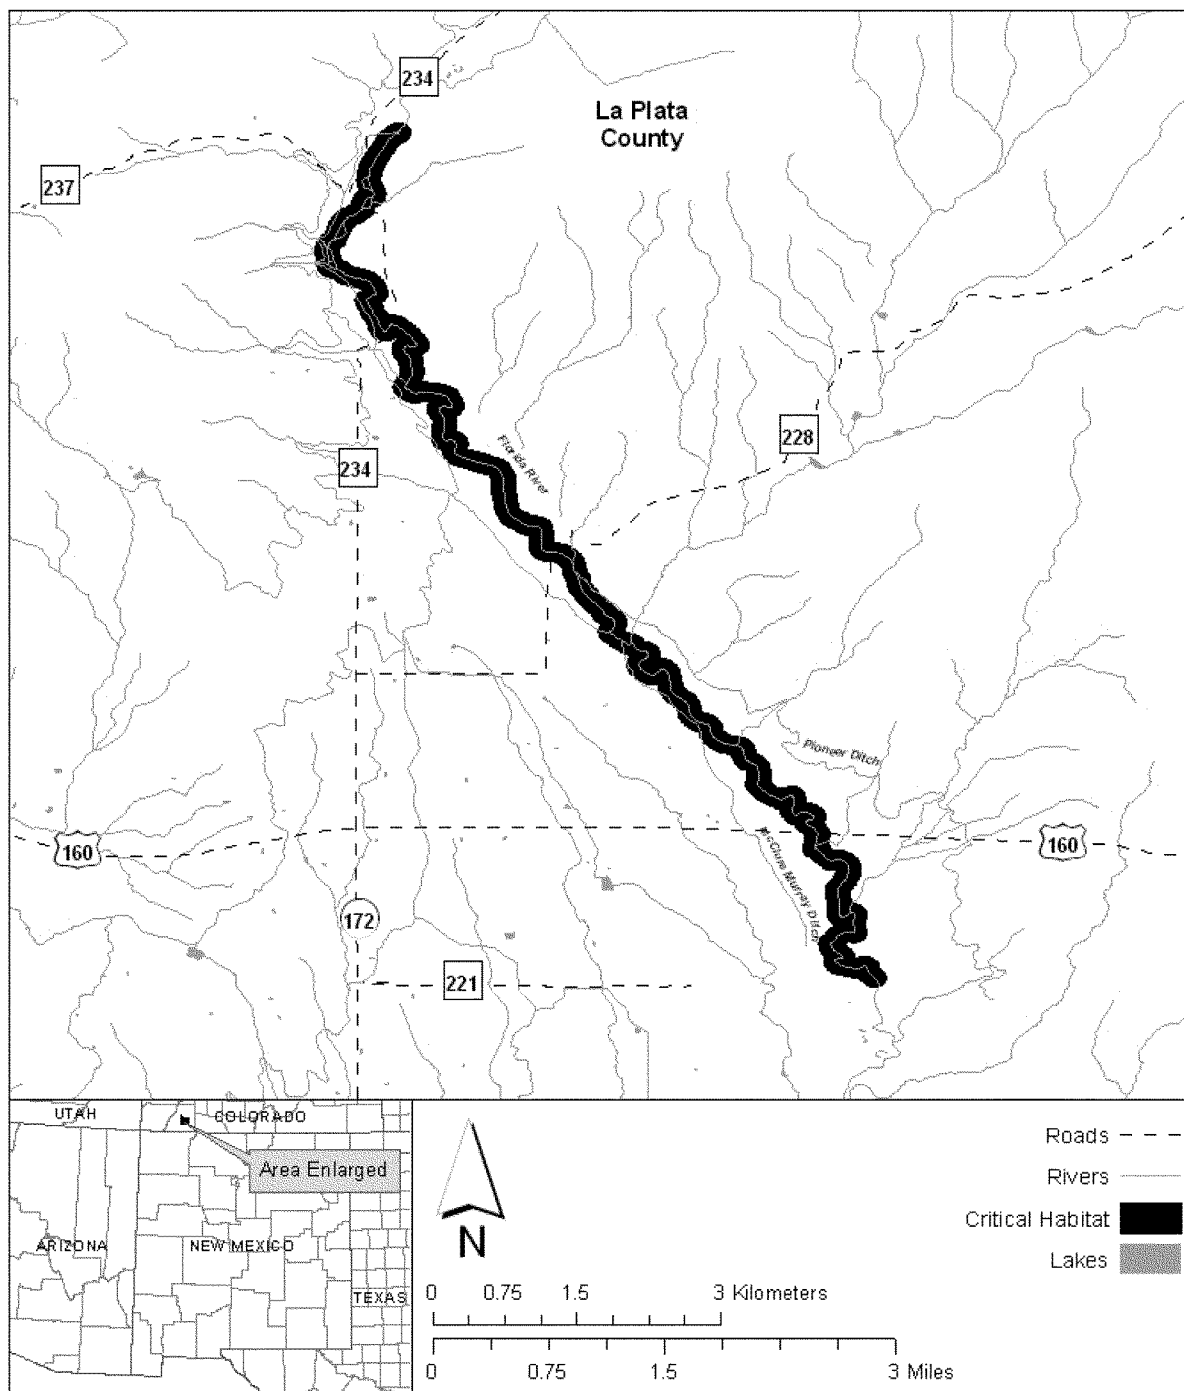 234
La Plata
County
237
228
Florida River
234
Pioneer Ditch
160
McClure Murray Ditch
160
172
221
UTAH
COLORADO
Area Enlarged
ARIZONA
NEW MEXICO
TEXAS
N
Roads
Rivers
Critical Habitat
Lakes
0 0.75 1.5 3 Kilometers
0 0.75 1.5 3 Miles